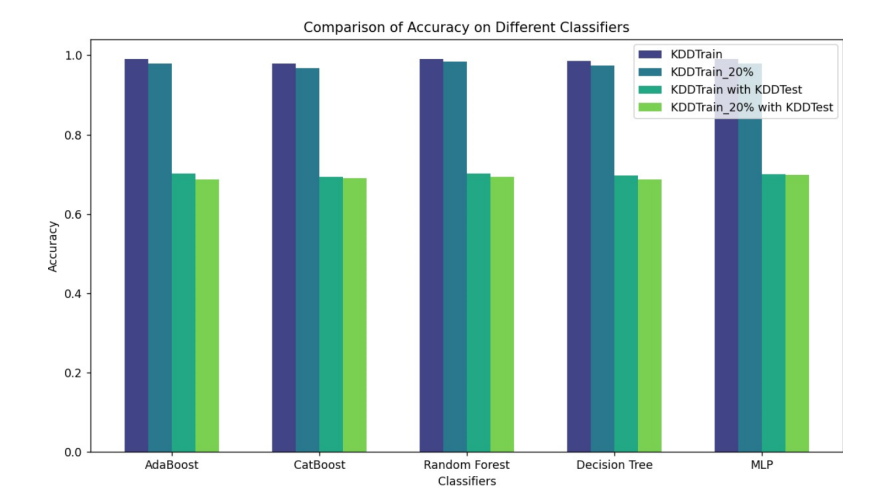 Comparison of Accuracy on Different Classifiers
1.0
0.8
0.6
0.4
0.2
0.0
Accuracy
KDDTrain
KDDTrain_20%
KDDTrain with KDDTest
KDDTrain_20% with KDDTest
AdaBoost CatBoost Random Forest Decision Tree MLP
Classifiers